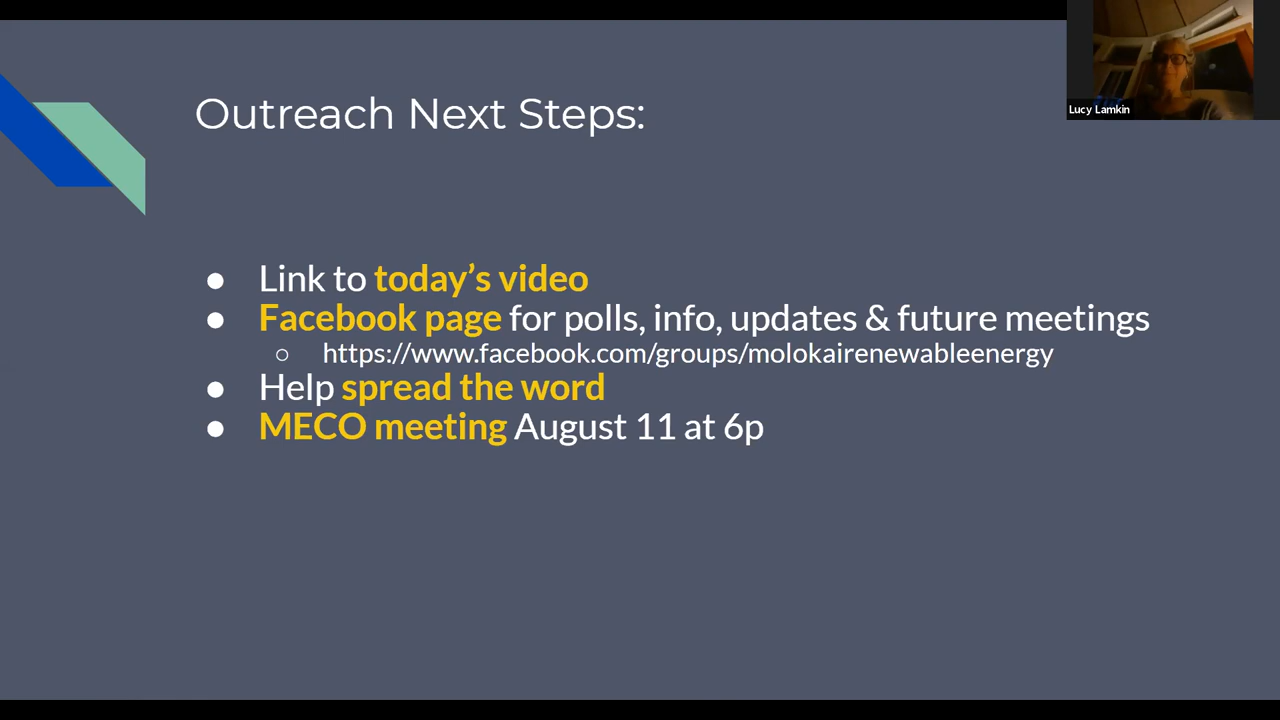 Lucy Lamkin
Outreach Next Steps:
● Link to today’s video
● Facebook page for polls, info, updates & future meetings
○ https://www.facebook.com/groups/molokairenewableenergy
● Help spread the word
● MECO meeting August 11 at 6p